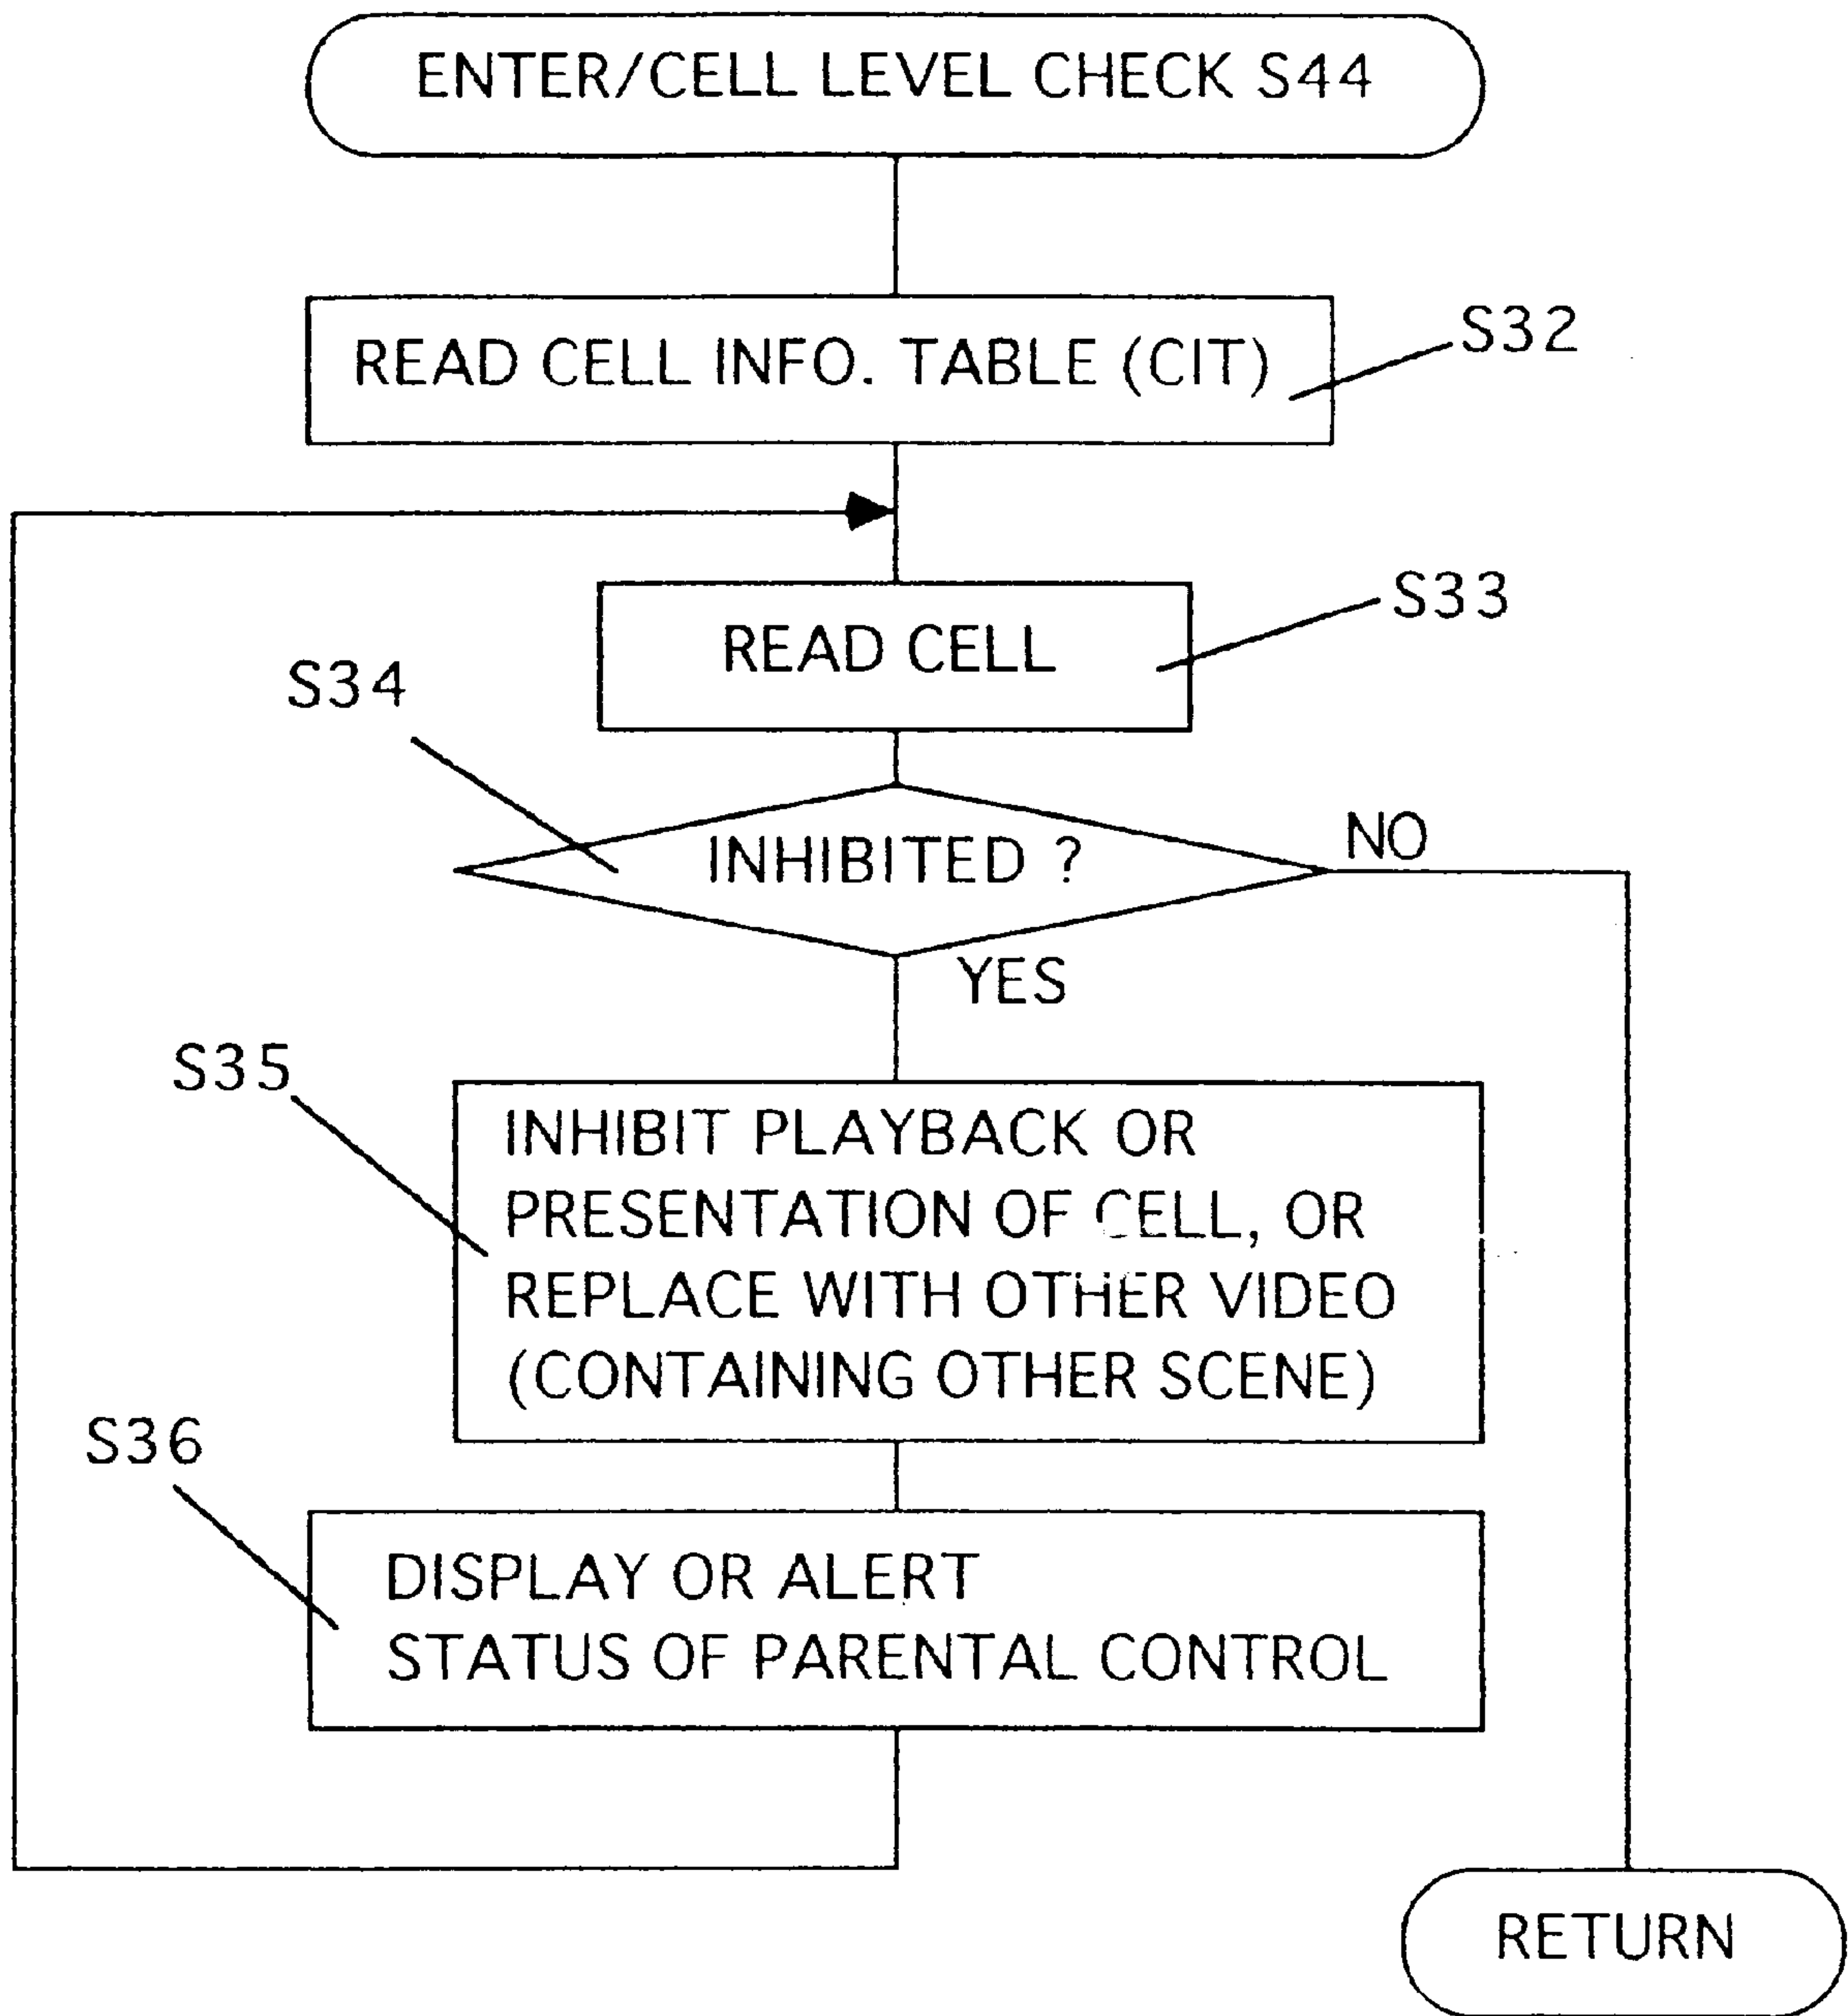 ENTER/CELL LEVEL CHECK S44
READ CELL INFO. TABLE (CIT)
S32
READ CELL
S33
S34
INHIBITED ?
NO
YES
S35
INHIBIT PLAYBACK OR
PRESENTATION OF CELL, OR
REPLACE WITH OTHER VIDEO
(CONTAINING OTHER SCENE)
S36
DISPLAY OR ALERT
STATUS OF PARENTAL CONTROL
RETURN